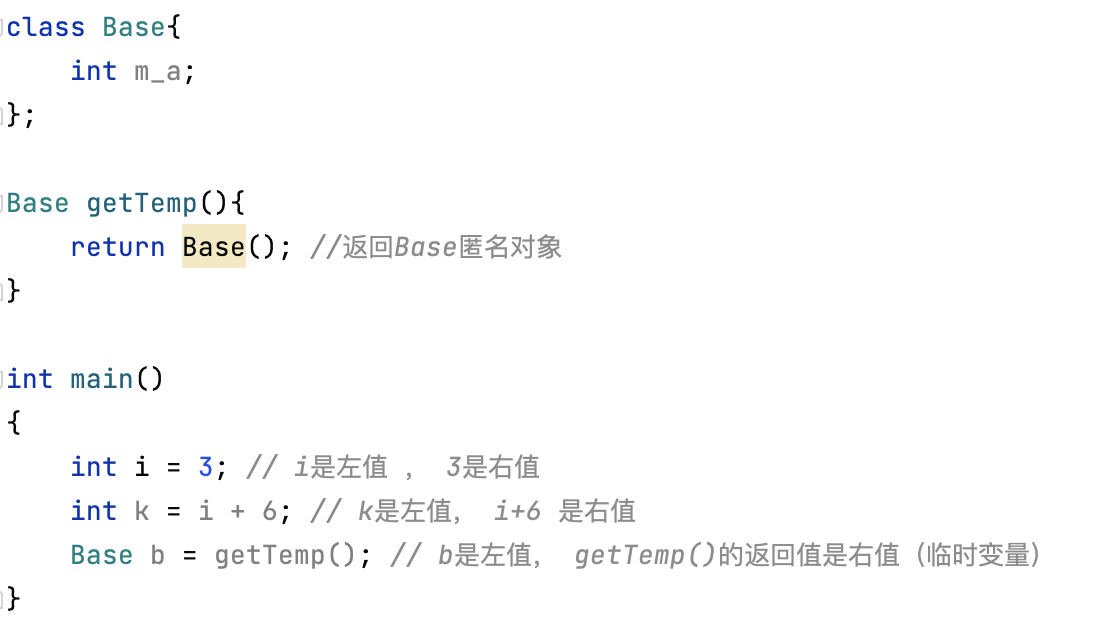 class Base{
    int m_a;
};
Base getTemp(){
    return Base(); //返回Base匿名对象
}
int main()
{
    int i = 3; // i是左值 ， 3是右值
    int k = i + 6; // k是左值， i+6 是右值
    Base b = getTemp(); // b是左值， getTemp()的返回值是右值（临时变量）
}